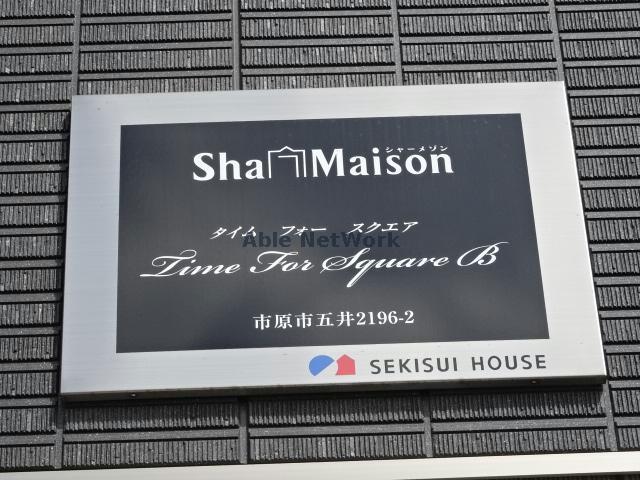 シャーメゾン
Sha Maison
タイム フォー スクエア
Able NetWork
Time For Square B
市原市五井2196-2
SEKISUI HOUSE